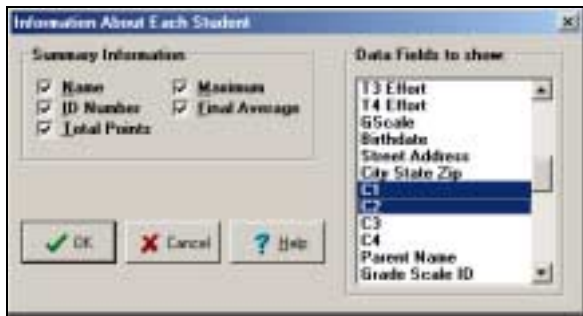 Information About Each Student
Summary Information
Name
Maximum
ID Number
Final Average
Total Points
OK
Cancel
Help
Data Fields to show:
T3 Effort
T4 Effort
GScale
Birthdate
Street Address
City State Zip
C1
C2
C3
C4
Parent Name
Grade Scale ID